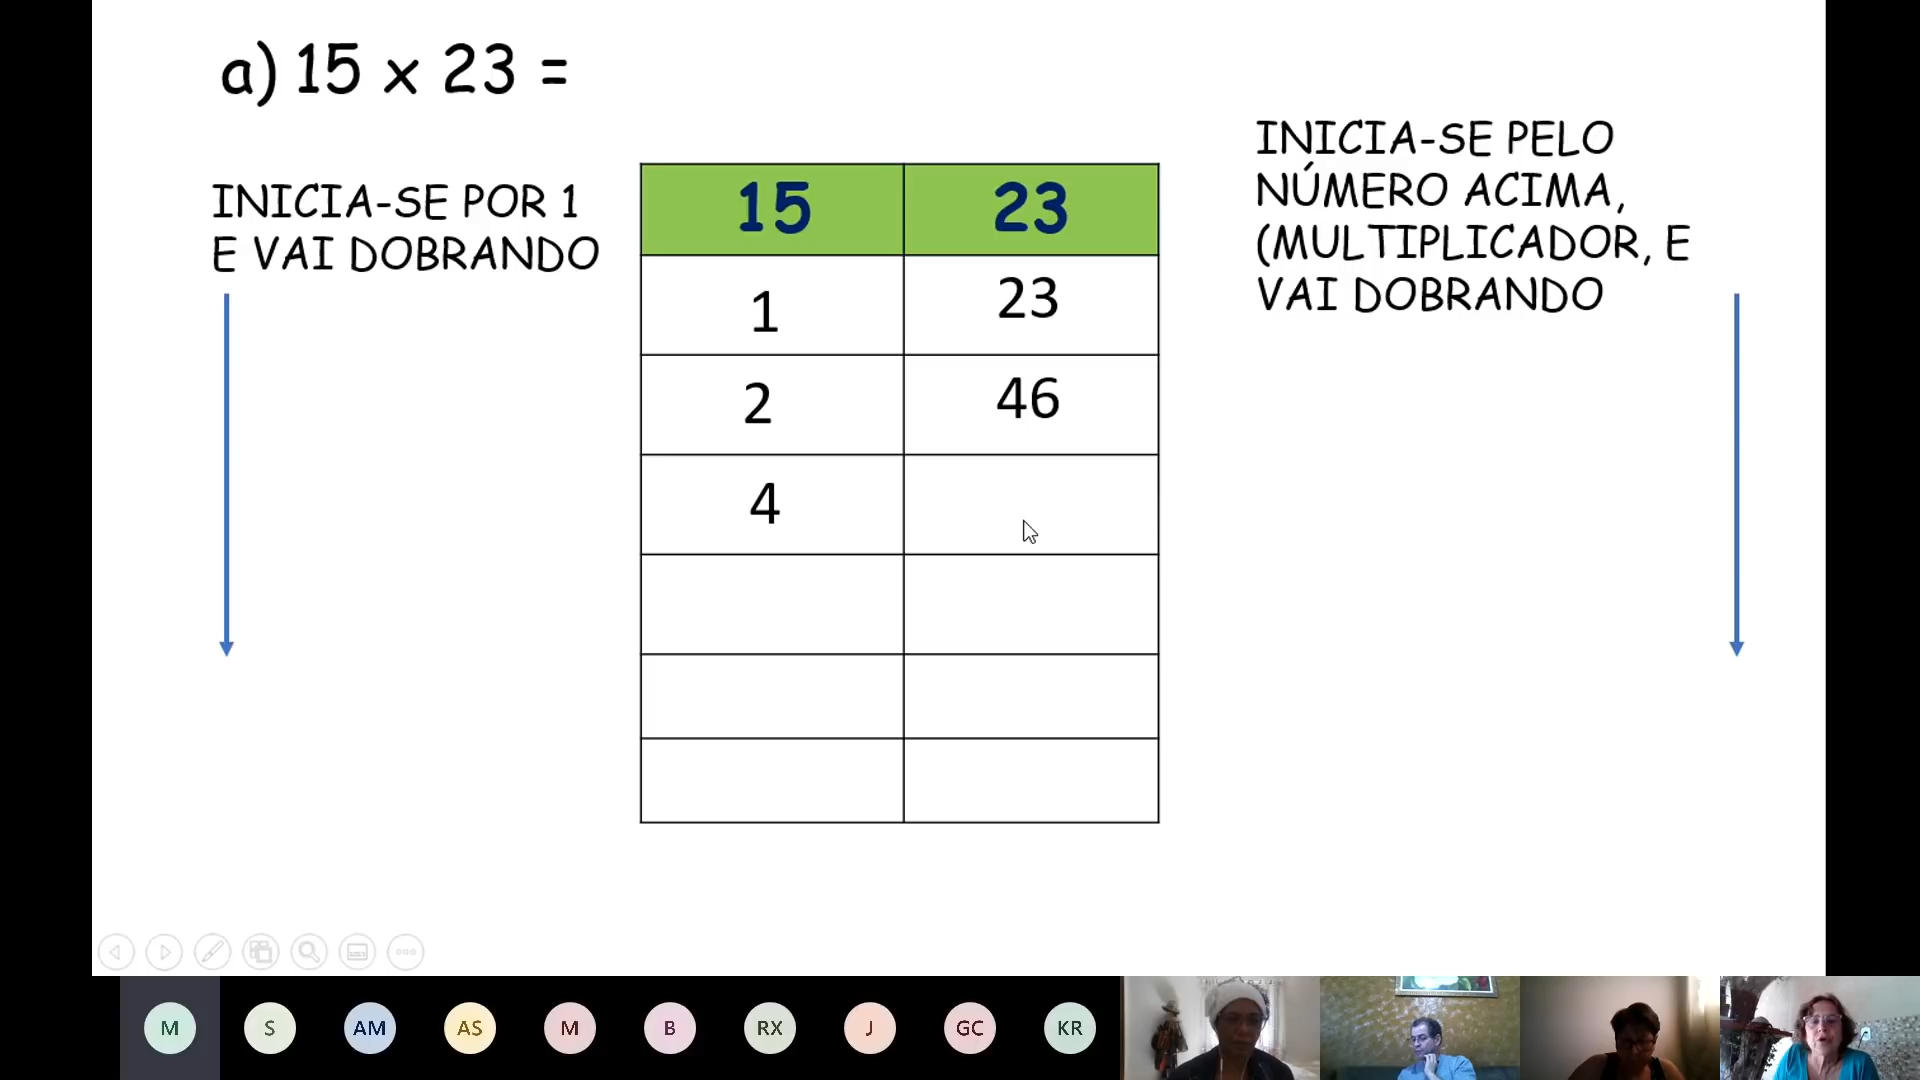 a) 15 x 23 =
INICIA-SE POR 1
E VAI DOBRANDO
INICIA-SE PELO
NÚMERO ACIMA,
(MULTIPLICADOR, E
VAI DOBRANDO
15 23
1 23
2 46
4
M S AM AS M B RX J GC KR